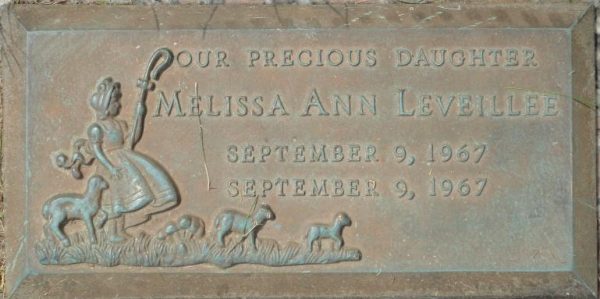 OUR PRECIOUS DAUGHTER
MELISSA ANN LEVEILLEE
SEPTEMBER 9, 1967
SEPTEMBER 9, 1967